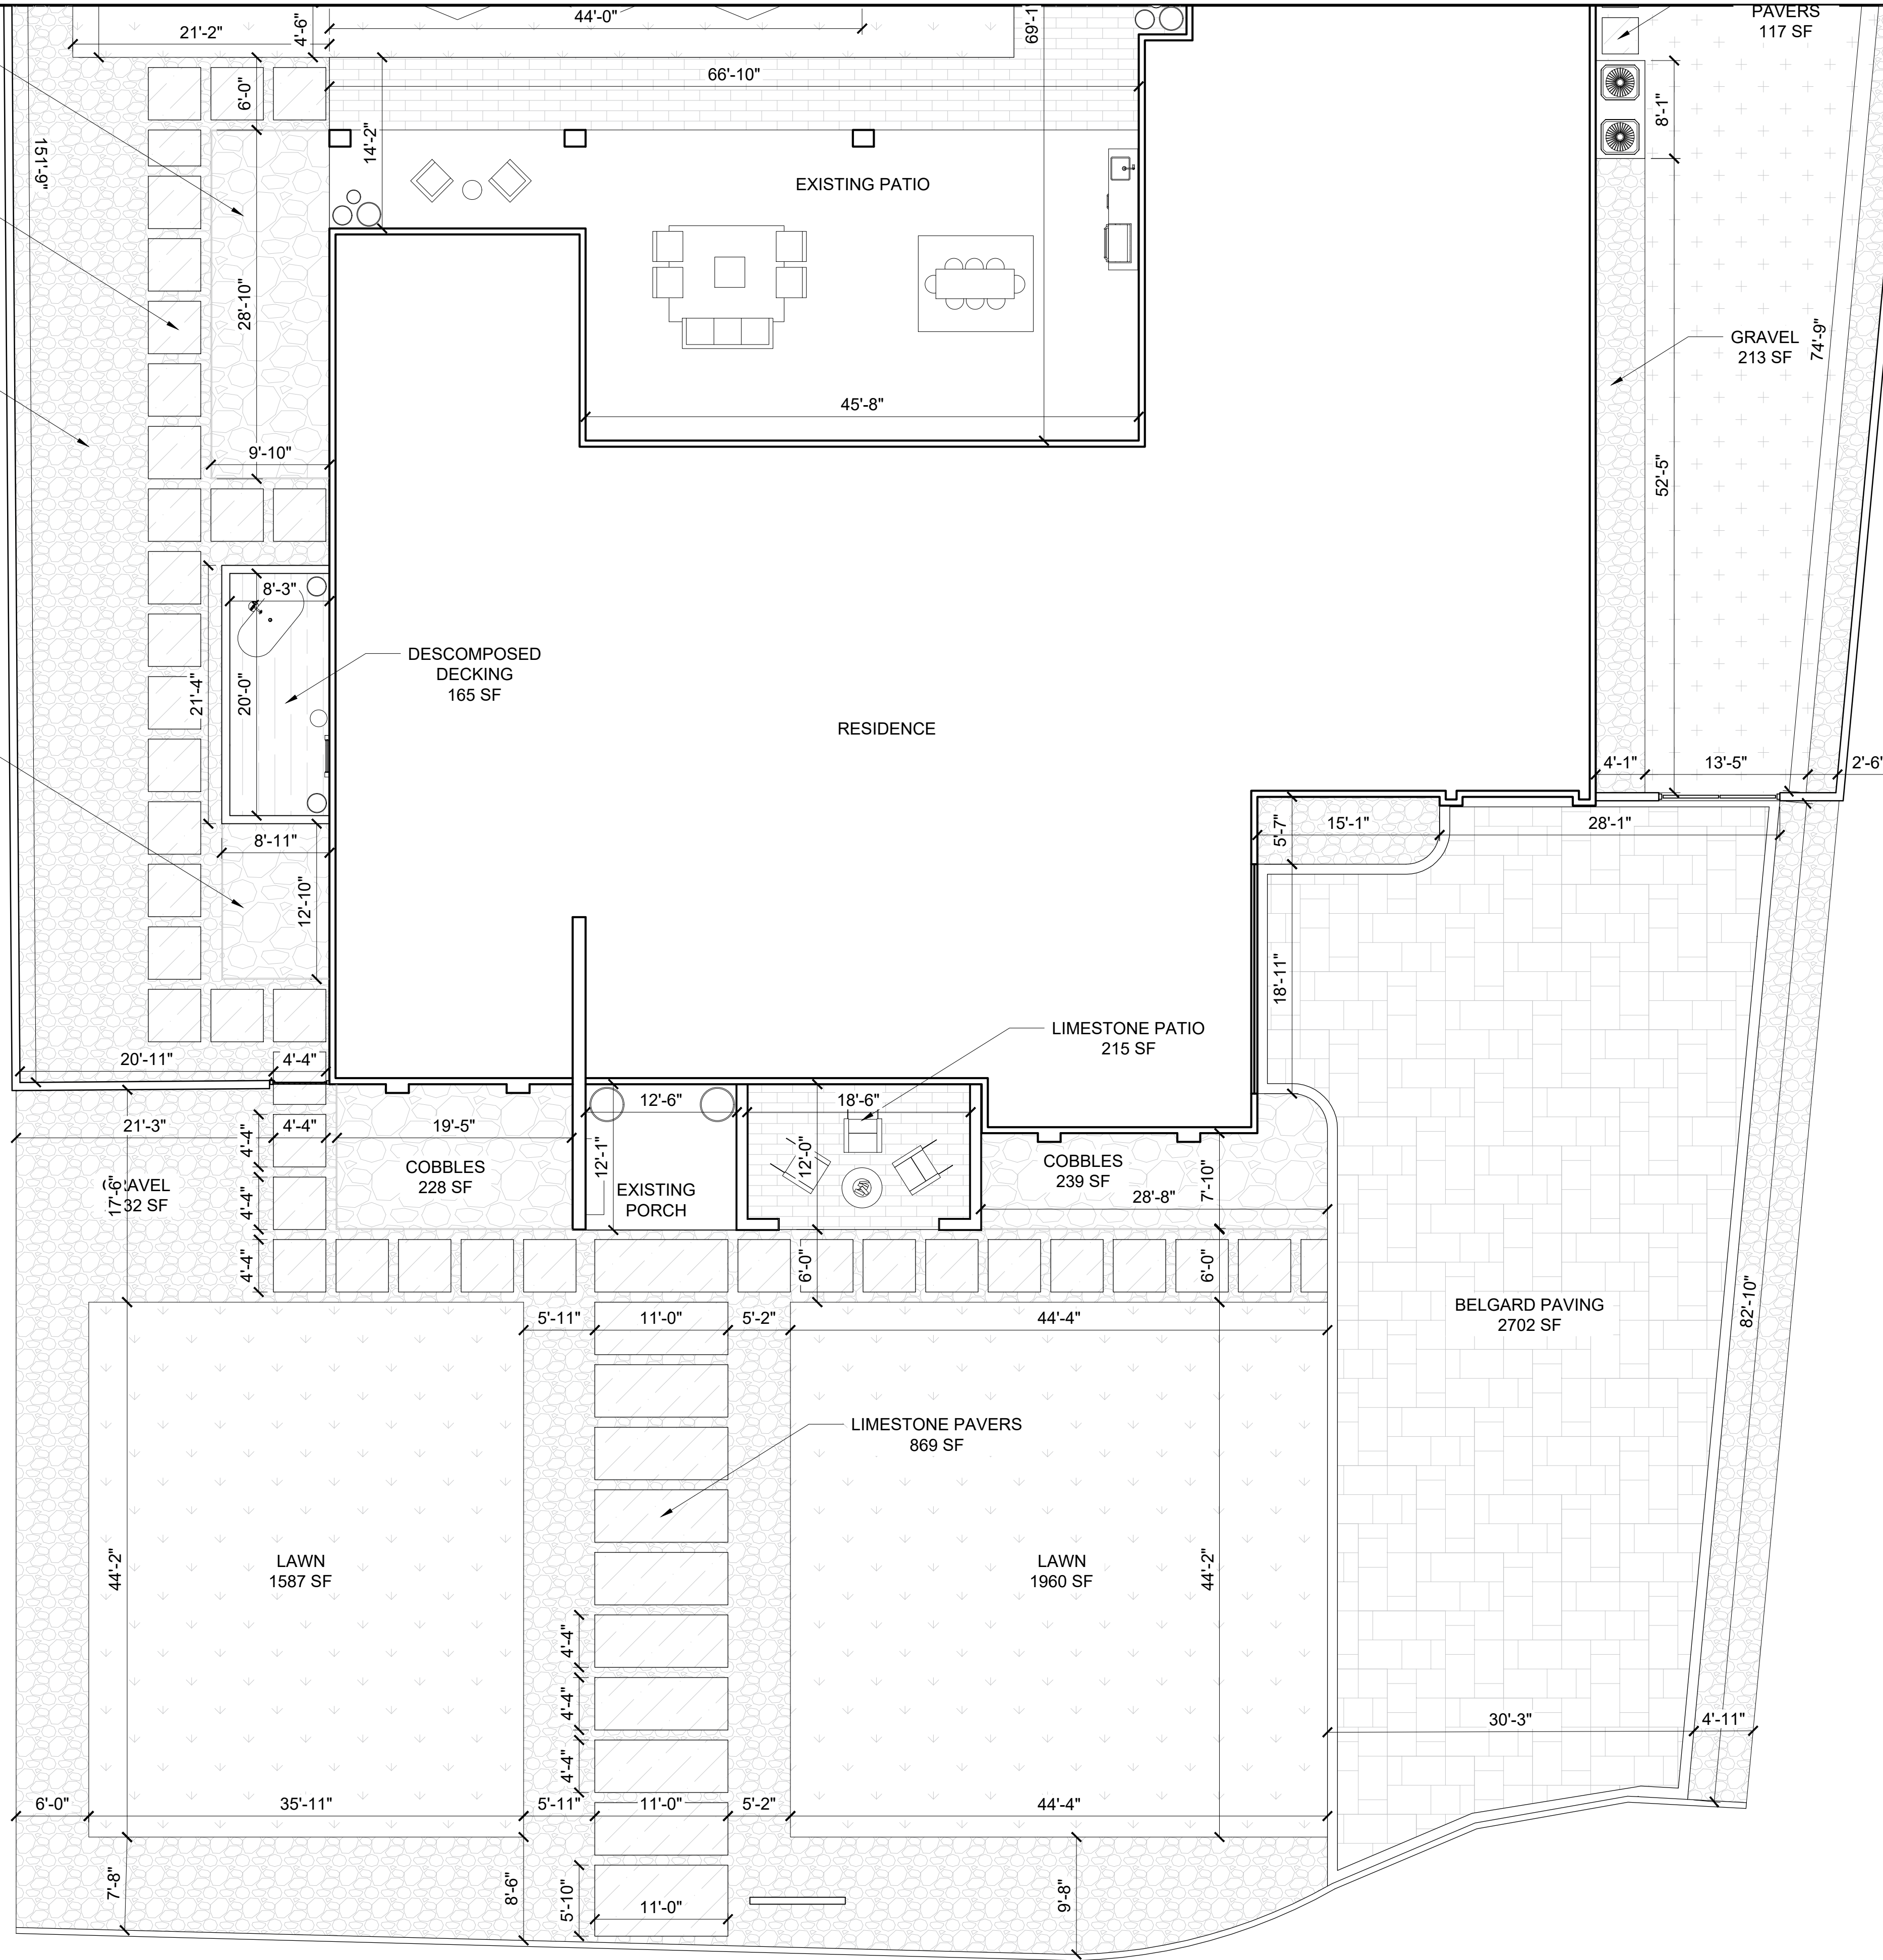 44'-0"
21'-2"
4'-6"
69'-1"
PAVERS
117 SF
66'-10"
6'-0"
8'-1"
14'-2"
151'-9"
EXISTING PATIO
28'-10"
GRAVEL
213 SF
74'-9"
45'-8"
9'-10"
52'-5"
8'-3"
DESCOMPOSED
DECKING
165 SF
21'-4"
20'-0"
RESIDENCE
4'-1"
13'-5"
2'-6"
5'-7"
15'-1"
28'-1"
8'-11"
12'-10"
18'-11"
LIMESTONE PATIO
215 SF
20'-11"
4'-4"
12'-6"
18'-6"
21'-3"
4'-4"
4'-4"
19'-5"
12'-1"
12'-0"
COBBLES
228 SF
COBBLES
239 SF
7'-10"
28'-8"
17'-6"
4'-4"
EXISTING
PORCH
4'-4"
6'-0"
6'-0"
BELGARD PAVING
2702 SF
82'-10"
5'-11"
11'-0"
5'-2"
44'-4"
LIMESTONE PAVERS
869 SF
LAWN
1587 SF
LAWN
1960 SF
44'-2"
44'-2"
4'-4"
4'-4"
4'-4"
30'-3"
4'-11"
6'-0"
35'-11"
5'-11"
11'-0"
5'-2"
44'-4"
7'-8"
8'-6"
5'-10"
11'-0"
9'-8"